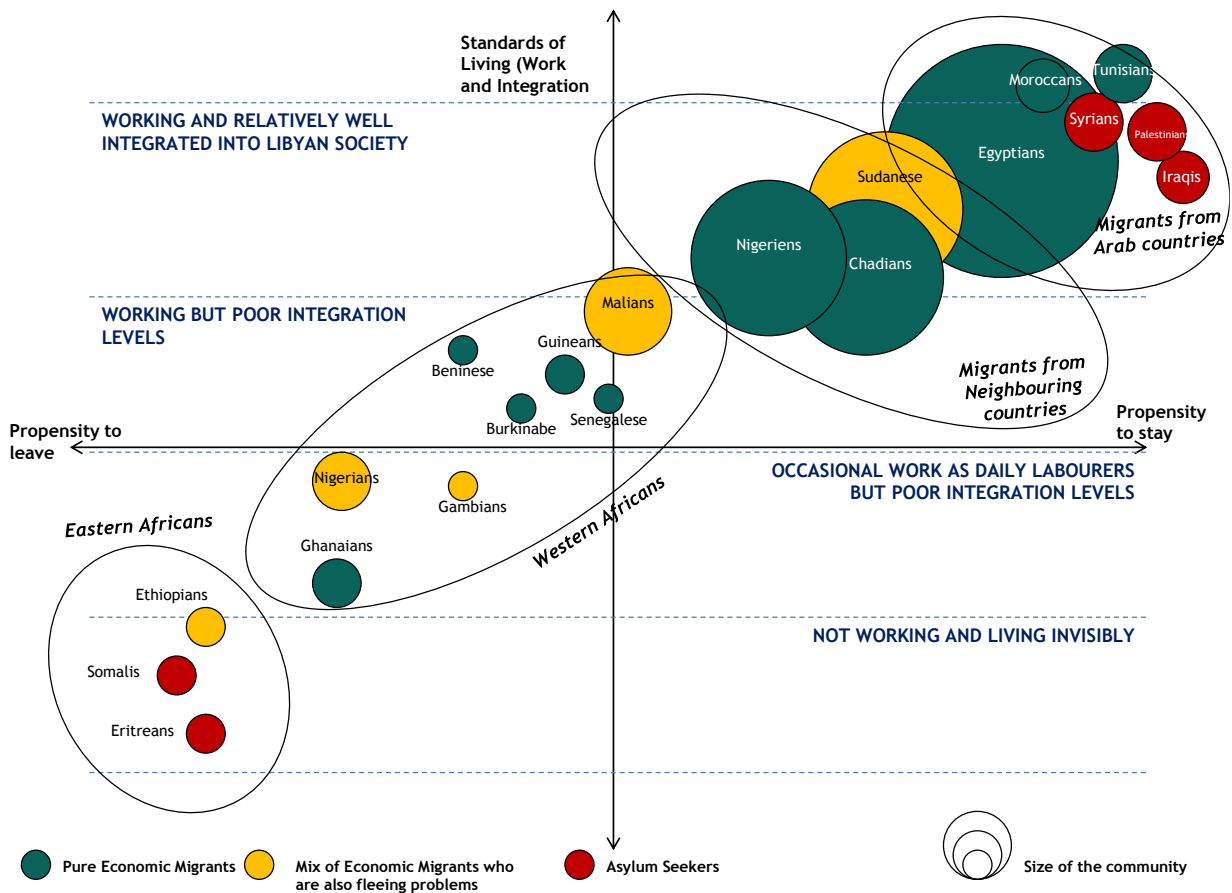 Standards of
Living (Work
and Integration
WORKING AND RELATIVELY WELL
INTEGRATED INTO LIBYAN SOCIETY
Moroccans
Tunisians
Syrians
Palestinians
Iraqis
Egyptians
Sudanese
Migrants from
Arab countries
Nigeriens
Chadians
WORKING BUT POOR INTEGRATION
LEVELS
Malians
Guineans
Beninese
Burkinabe
Senegalese
Migrants from
Neighbouring
countries
Propensity to
leave
Propensity
to stay
OCCASIONAL WORK AS DAILY LABOURERS
BUT POOR INTEGRATION LEVELS
Nigerians
Gambians
Western Africans
Eastern Africans
Ghanaians
Ethiopians
NOT WORKING AND LIVING INVISIBLY
Somalis
Eritreans
Pure Economic Migrants
Mix of Economic Migrants who
are also fleeing problems
Asylum Seekers
Size of the community